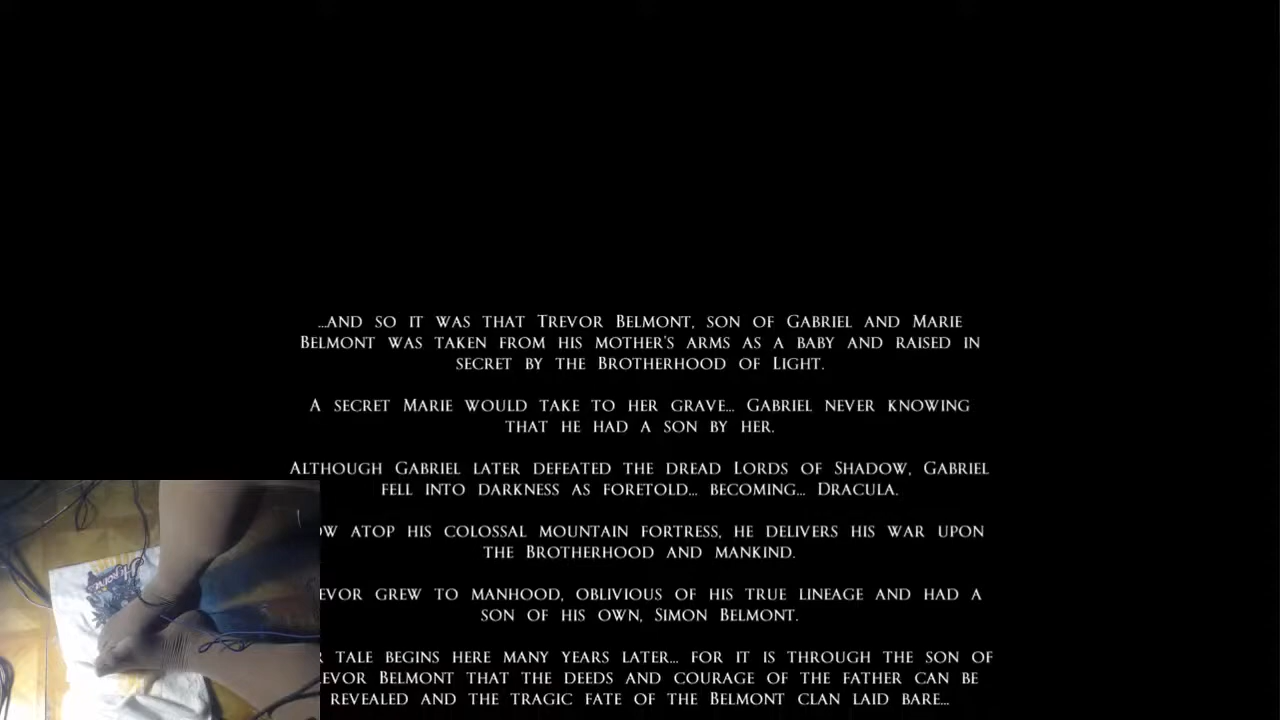 ...AND SO IT WAS THAT TREVOR BELMONT, SON OF GABRIEL AND MARIE
BELMONT WAS TAKEN FROM HIS MOTHER'S ARMS AS A BABY AND RAISED IN
SECRET BY THE BROTHERHOOD OF LIGHT.
A SECRET MARIE WOULD TAKE TO HER GRAVE... GABRIEL NEVER KNOWING
THAT HE HAD A SON BY HER.
ALTHOUGH GABRIEL LATER DEFEATED THE DREAD LORDS OF SHADOW, GABRIEL
FELL INTO DARKNESS AS FORETOLD... BECOMING... DRACULA.
OW ATOP HIS COLOSSAL MOUNTAIN FORTRESS, HE DELIVERS HIS WAR UPON
THE BROTHERHOOD AND MANKIND.
EVOR GREW TO MANHOOD, OBLIVIOUS OF HIS TRUE LINEAGE AND HAD A
SON OF HIS OWN, SIMON BELMONT.
R TALE BEGINS HERE MANY YEARS LATER... FOR IT IS THROUGH THE SON OF
EVOR BELMONT THAT THE DEEDS AND COURAGE OF THE FATHER CAN BE
REVEALED AND THE TRAGIC FATE OF THE BELMONT CLAN LAID BARE...